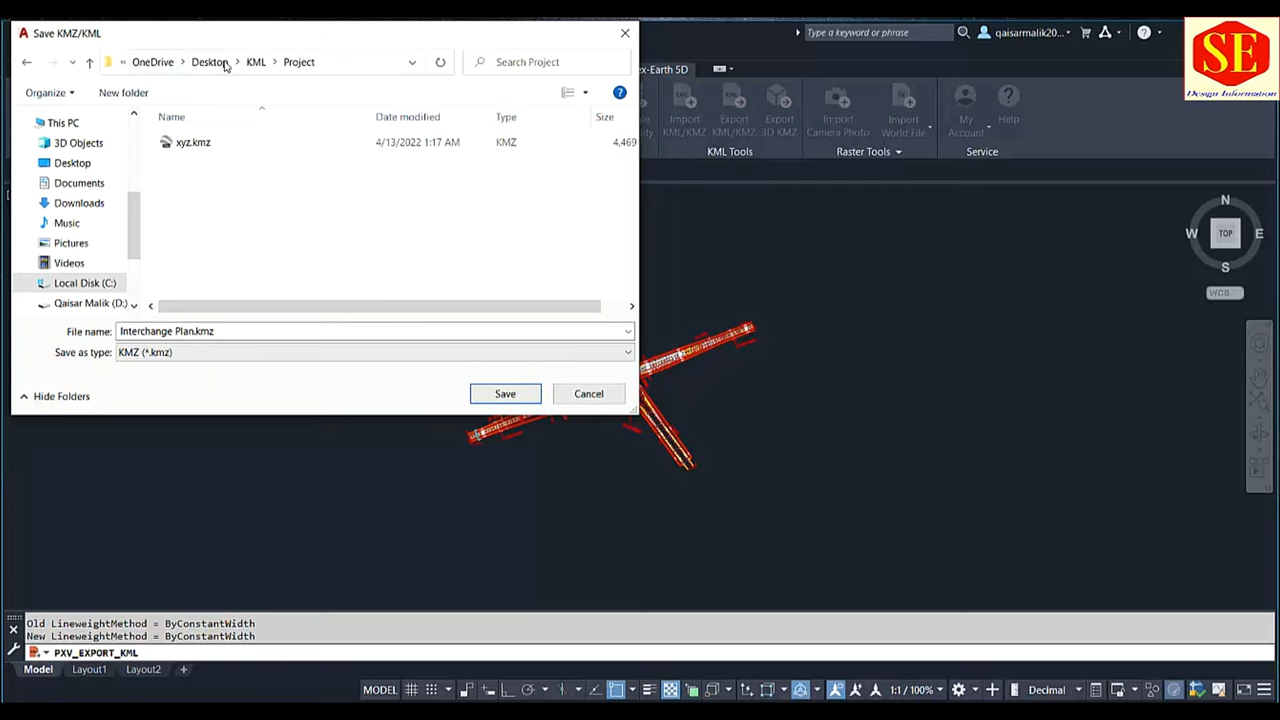 Save KMZ/KML
Type a keyword or phrase
qaisarmalik20...
SE
Design Information
« OneDrive > Desktop > KML > Project
Search Project
ex-Earth 5D
Organize
New folder
Import
KML/KMZ
Export
KML/KMZ
Export
3D KMZ
Import
Camera Photo
Import
World File
My
Account
Help
KML Tools
Raster Tools
Service
Name
Date modified
Type
Size
xyz.kmz
4/13/2022 1:17 AM
KMZ
4,469
This PC
3D Objects
Desktop
Documents
Downloads
Music
Pictures
Videos
Local Disk (C:)
Qaisar Malik (D:)
File name: Interchange Plan.kmz
Save as type: KMZ (*.kmz)
Hide Folders
Save
Cancel
N
W
TOP
E
S
WCS
Old LineweightMethod = ByConstantWidth
New LineweightMethod = ByConstantWidth
PXV_EXPORT_KML
Model
Layout1
Layout2
+
MODEL
1:1 / 100%
Decimal